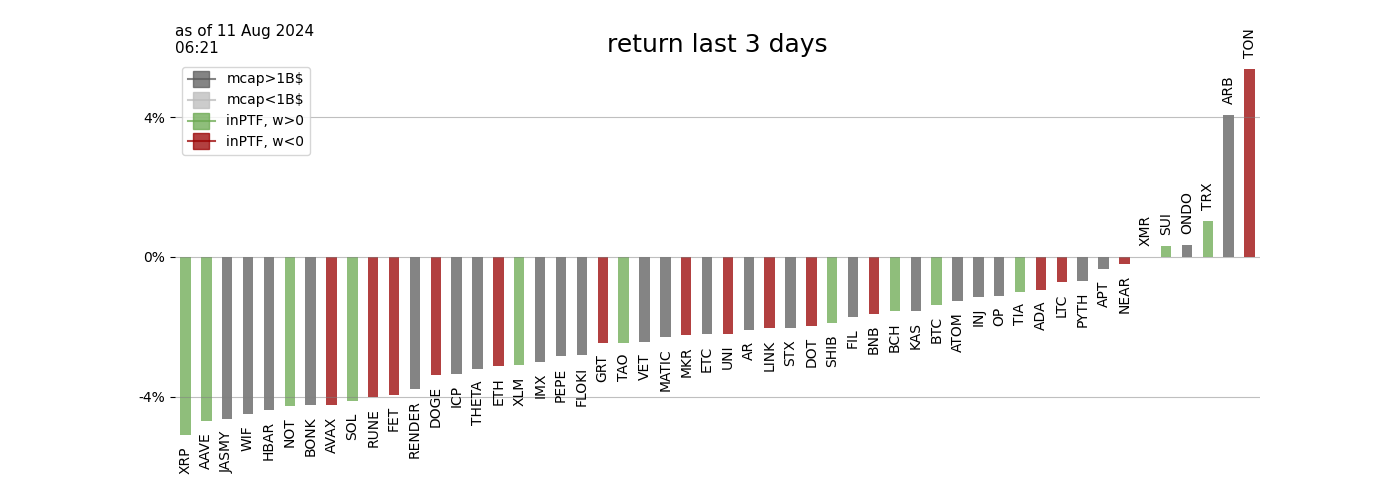 as of 11 Aug 2024
06:21
return last 3 days
mcap>1B$
mcap<1B$
inPTF, w>0
inPTF, w<0
4%
0%
-4%
XRP
AAVE
JASMY
WIF
HBAR
NOT
BONK
AVAX
SOL
RUNE
FET
RENDER
DOGE
ICP
THETA
ETH
XLM
IMX
PEPE
FLOKI
GRT
TAO
VET
MATIC
MKR
ETC
UNI
AR
LINK
STX
DOT
SHIB
FIL
BNB
BCH
KAS
BTC
ATOM
INJ
OP
TIA
ADA
LTC
PYTH
APT
NEAR
XMR
SUI
ONDO
TRX
ARB
TON